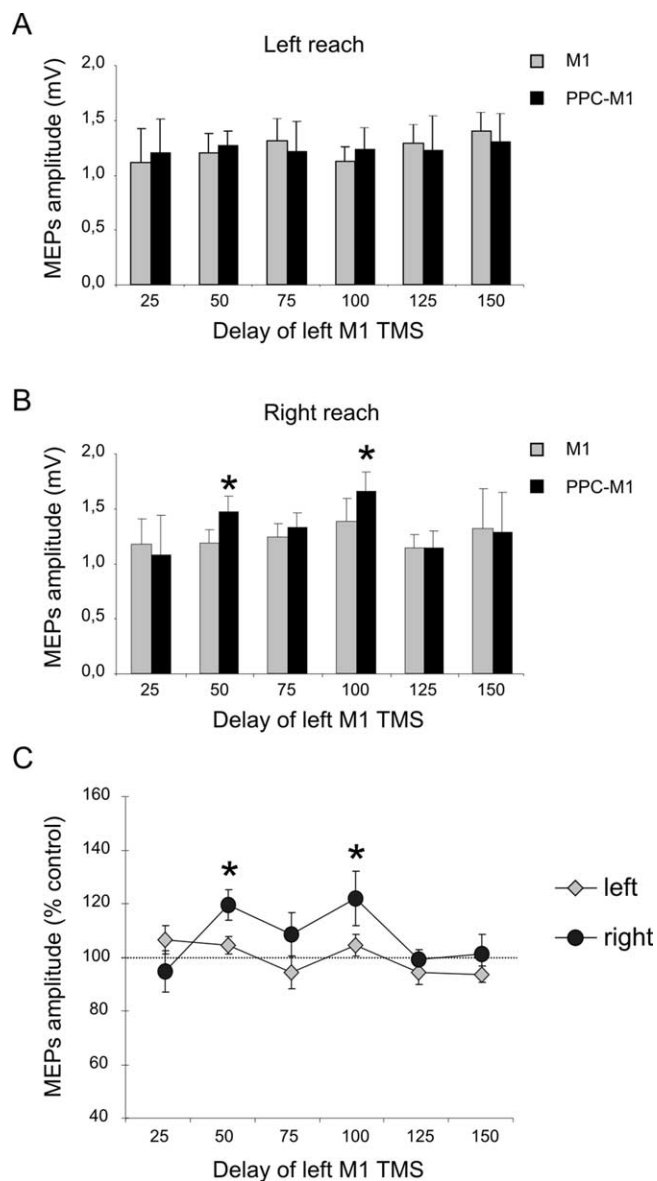 A
Left reach
MEPs amplitude (mV)
2,0
1,5
1,0
0,5
0,0
25 50 75 100 125 150
Delay of left M1 TMS
M1
PPC-M1
B
Right reach
MEPs amplitude (mV)
2,0
1,5
1,0
0,5
0,0
* *
25 50 75 100 125 150
Delay of left M1 TMS
M1
PPC-M1
C
MEPs amplitude (% control)
160
140
120
100
80
60
40
* *
25 50 75 100 125 150
Delay of left M1 TMS
left
right